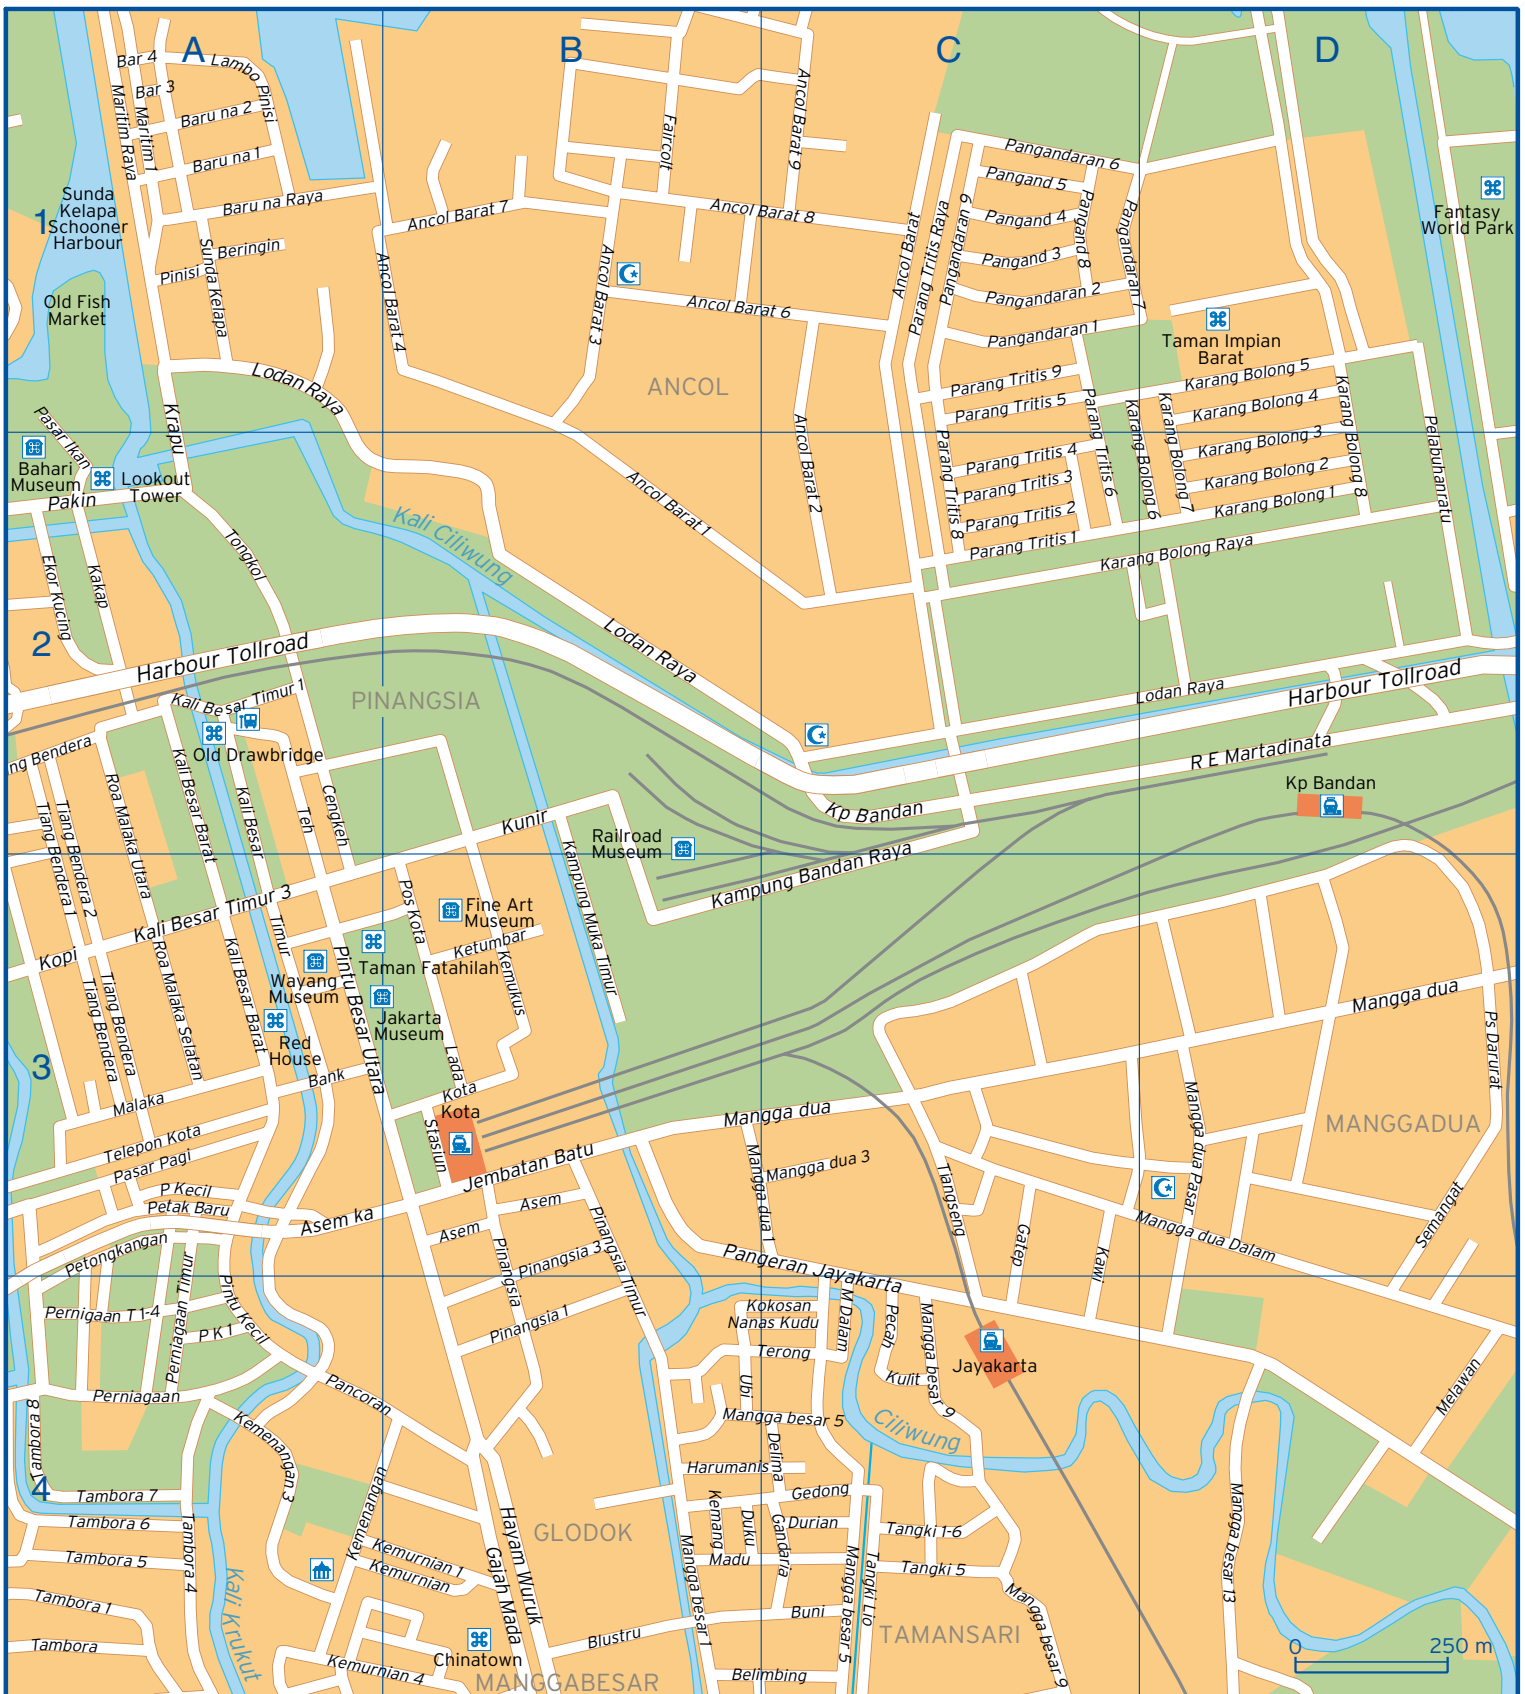 A
B
C
D
1
2
3
4
Bar 4
Lambo Pinisi
Bar 3
Baru na 2
Maritim Raya
Maritim 1
Baru na 1
Baru na Raya
Sunda
Kelapa
Schooner
Harbour
Beringin
Pinisi
Sunda Kelapa
Old Fish
Market
Ancol Barat 4
Ancol Barat 7
Faircolt
Ancol Barat 9
Ancol Barat 8
Ancol Barat 3
Ancol Barat 6
Ancol Barat
Parang Tritis Raya
Pangandaran 9
Pangandaran 6
Pangand 5
Pangand 4
Pangand 3
Pangand 8
Pangandaran 7
Pangandaran 2
Pangandaran 1
Fantasy
World Park
Taman Impian
Barat
ANCOL
Lodan Raya
Krapu
Parang Tritis 9
Parang Tritis 5
Karang Bolong 5
Karang Bolong 4
Karang Bolong 3
Karang Bolong 2
Karang Bolong 1
Parang Tritis 6
Karang Bolong 6
Karang Bolong 7
Karang Bolong 8
Pelabuhanratu
Pasar Ikan
Bahari
Museum
Lookout
Tower
Pakin
Ancol Barat 2
Ancol Barat 1
Parang Tritis 8
Parang Tritis 4
Parang Tritis 3
Parang Tritis 2
Parang Tritis 1
Karang Bolong Raya
Kali Ciliwung
Tongkol
Ekor Kucing
Kakap
Harbour Tollroad
Lodan Raya
PINANGSIA
Kali Besar Timur 1
Old Drawbridge
Lodan Raya
Harbour Tollroad
R E Martadinata
Kp Bandan
Kp Bandan
ng Bendera
Tiang Bendera 1
Tiang Bendera 2
Roa Malaka Utara
Kali Besar Barat
Kali Besar
Teh
Cengkeh
Kunir
Railroad
Museum
Kampung Bandan Raya
Kampung Muka Timur
Kali Besar Timur 3
Timur
Pos Kota
Fine Art
Museum
Ketumbar
Kemukus
Kopi
Tiang Bendera
Tiang Bendera
Roa Malaka Selatan
Kali Besar Barat
Wayang
Museum
Pintu Besar Utara
Taman Fatahilah
Jakarta
Museum
Red
House
Bank
Lada
Kota
Kota
Stasiun
Malaka
Telepon Kota
Pasar Pagi
P Kecil
Petak Baru
Asem ka
Jembatan Batu
Mangga dua
Mangga dua
Ps Darurat
MANGGADUA
Mangga dua 3
Mangga dua 1
Tiangseng
Mangga dua Pasar
Mangga dua Dalam
Semangat
Gatep
Kawi
Petongkangan
Asem
Asem
Pinangsia
Pinangsia 3
Pinangsia Timur
Pangeran Jayakarta
Pernigaan T 1-4
Perniagaan Timur
P K 1
Pintu Kecil
Pinangsia 1
Kokosan
Nanas Kudu
M Dalam
Pecah
Mangga besar 9
Terong
Kulit
Jayakarta
Perniagaan
Pancoran
Ubi
Mangga besar 5
Ciliwung
Melawan
Tambora 8
Kemenangan 3
Kemenangan
Harumanis
Delima
Gedong
Tambora 7
Tambora 6
Tambora 5
Tambora 4
Kemang
Duku
Gandaria
Durian
Tangki 1-6
Madu
Tangki 5
GLODOK
Hayam Wuruk
Gajah Mada
Kemurnian 1
Kemurnian
Mangga besar 1
Mangga besar 5
Tangki Lio
Mangga besar 13
Mangga besar 9
Tambora 1
Tambora
Kali Krukut
Chinatown
Kemurnian 4
Blustru
Buni
TAMANSARI
Belimbing
MANGGABESAR
0
250 m